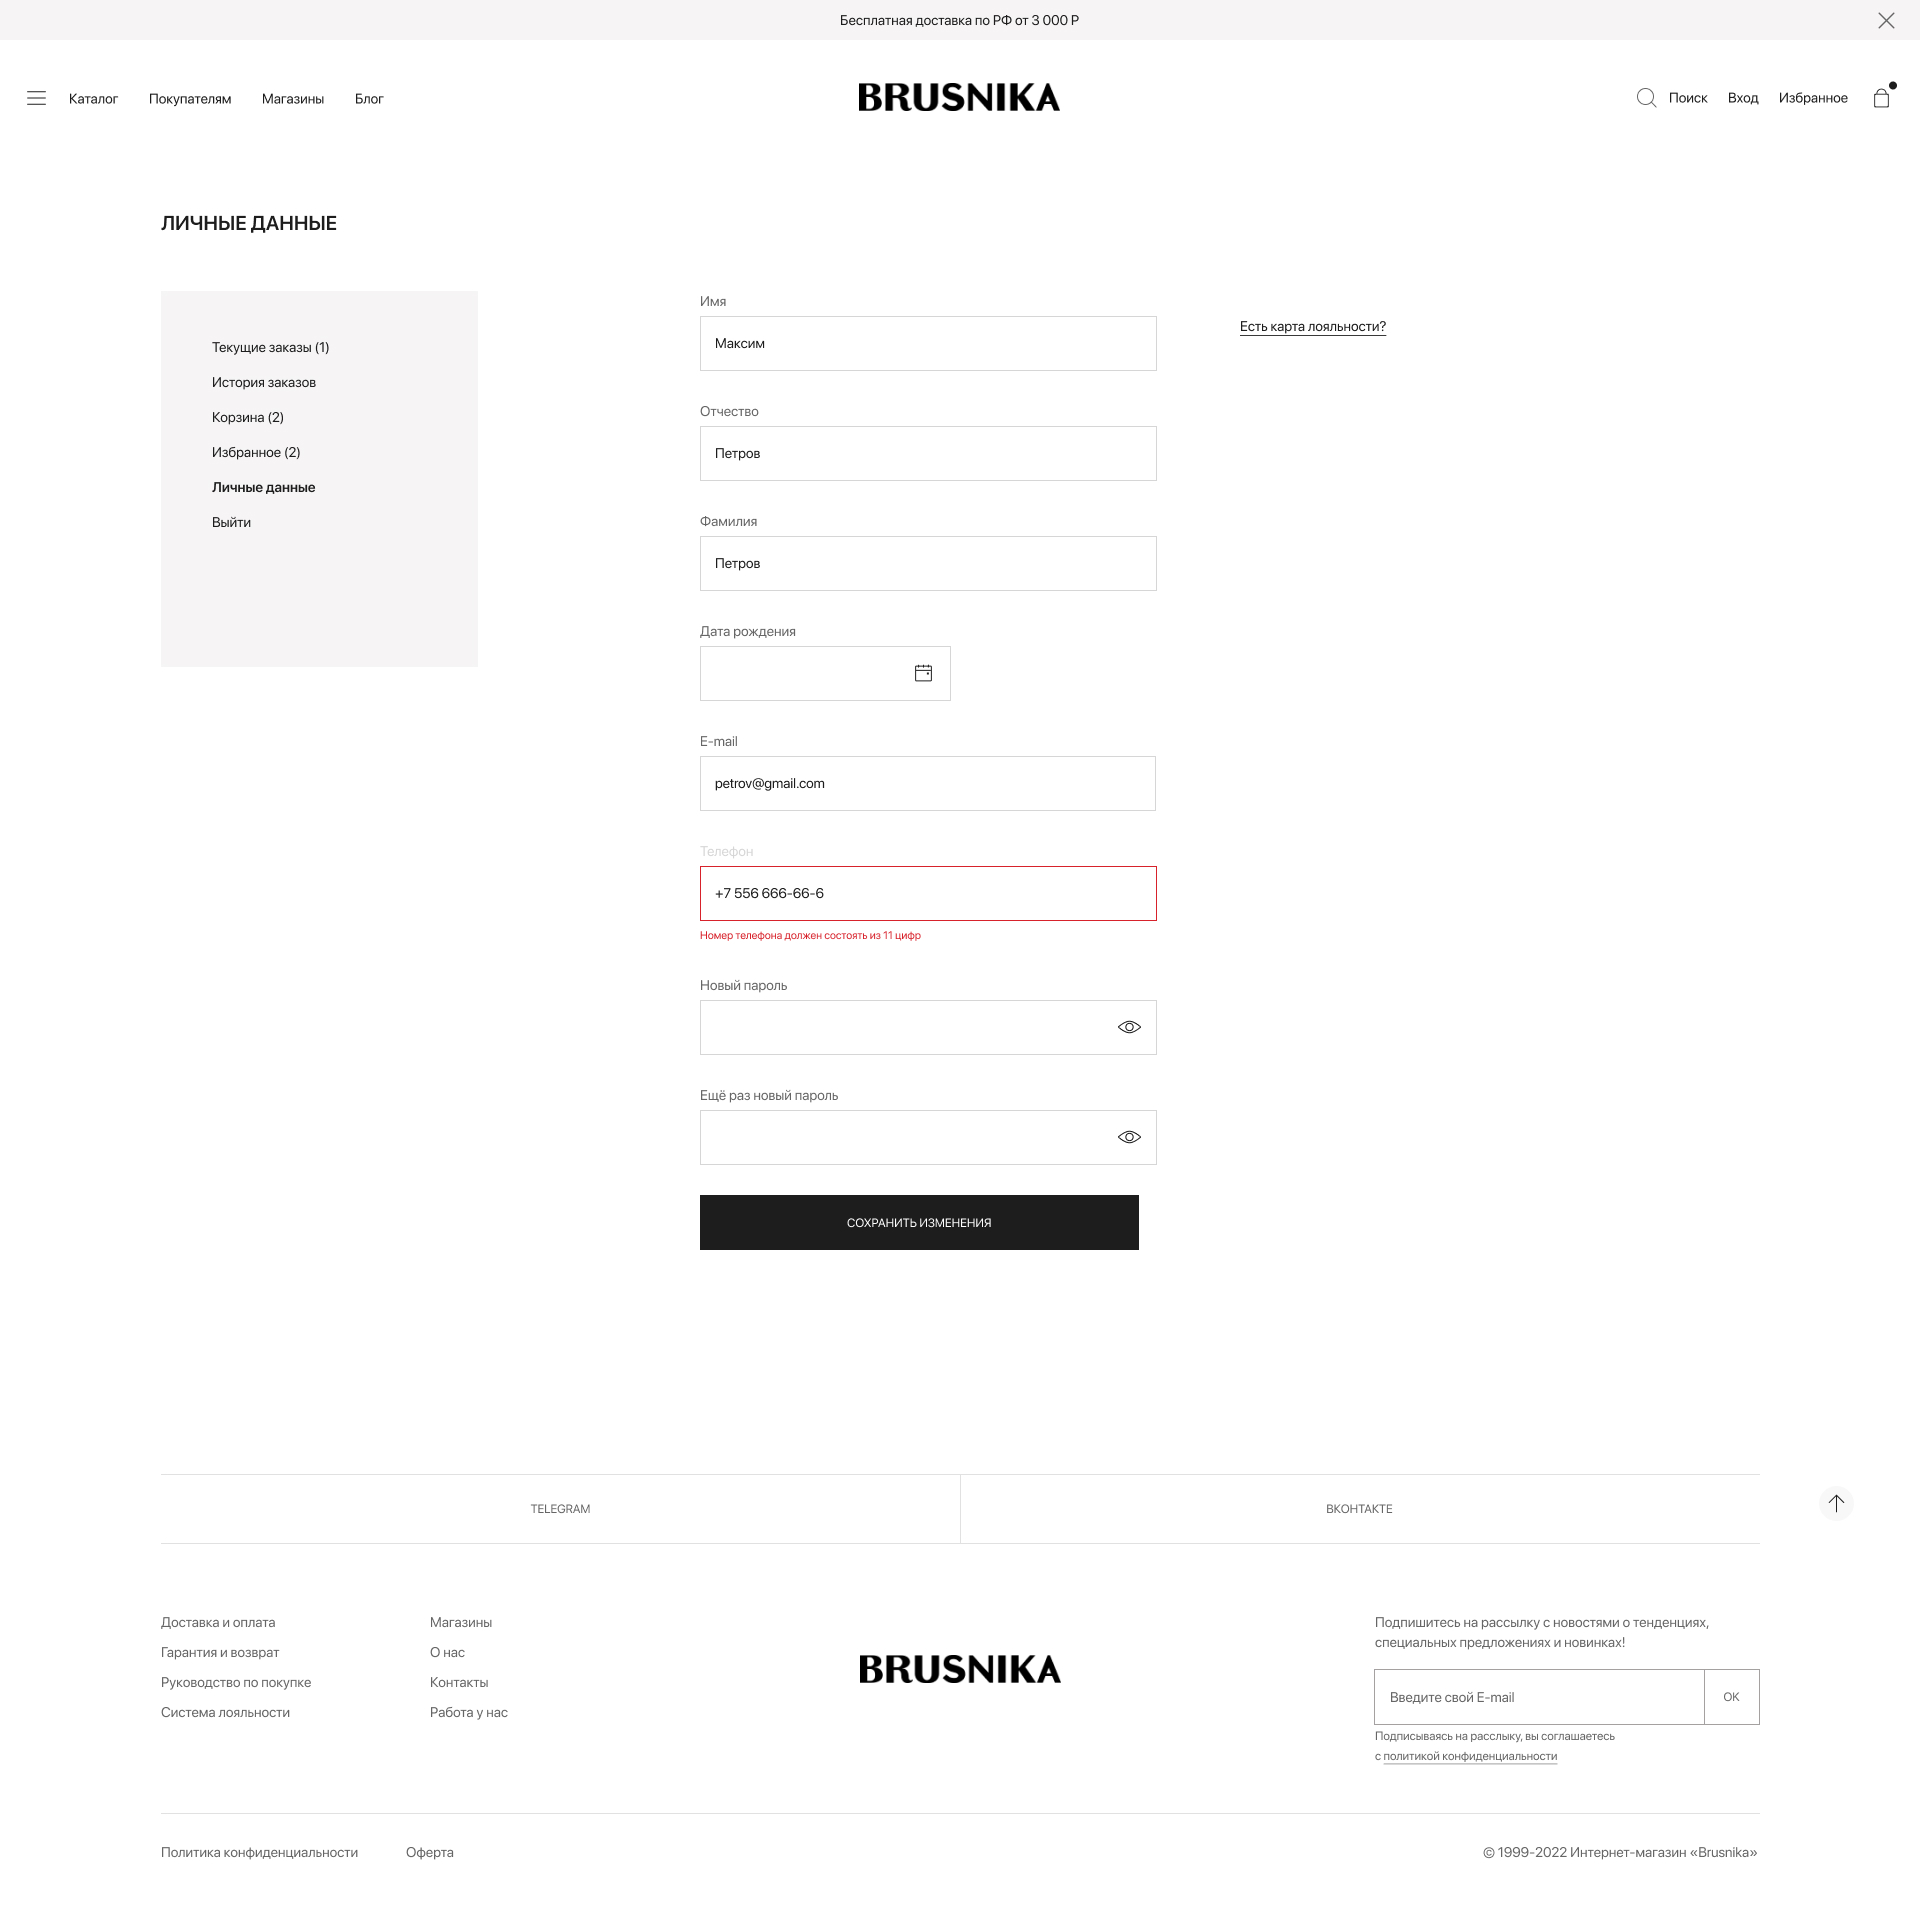 Бесплатная доставка по РФ от 3 000 Р
Каталог
Покупателям
Магазины
Блог
BRUSNIKA
Поиск
Вход
Избранное
ЛИЧНЫЕ ДАННЫЕ
Текущие заказы (1)
История заказов
Корзина (2)
Избранное (2)
Личные данные
Выйти
Имя
Максим
Отчество
Петров
Фамилия
Петров
Дата рождения
E-mail
petrov@gmail.com
Телефон
+7 556 666-66-6
Номер телефона должен состоять из 11 цифр
Новый пароль
Ещё раз новый пароль
СОХРАНИТЬ ИЗМЕНЕНИЯ
Есть карта лояльности?
TELEGRAM
ВКОНТАКТЕ
Доставка и оплата
Гарантия и возврат
Руководство по покупке
Система лояльности
Магазины
О нас
Контакты
Работа у нас
BRUSNIKA
Подпишитесь на рассылку с новостями о тенденциях,
специальных предложениях и новинках!
Введите свой E-mail
ОК
Подписываясь на расслыку, вы соглашаетесь
с политикой конфиденциальности
Политика конфиденциальности
Оферта
© 1999-2022 Интернет-магазин «Brusnika»